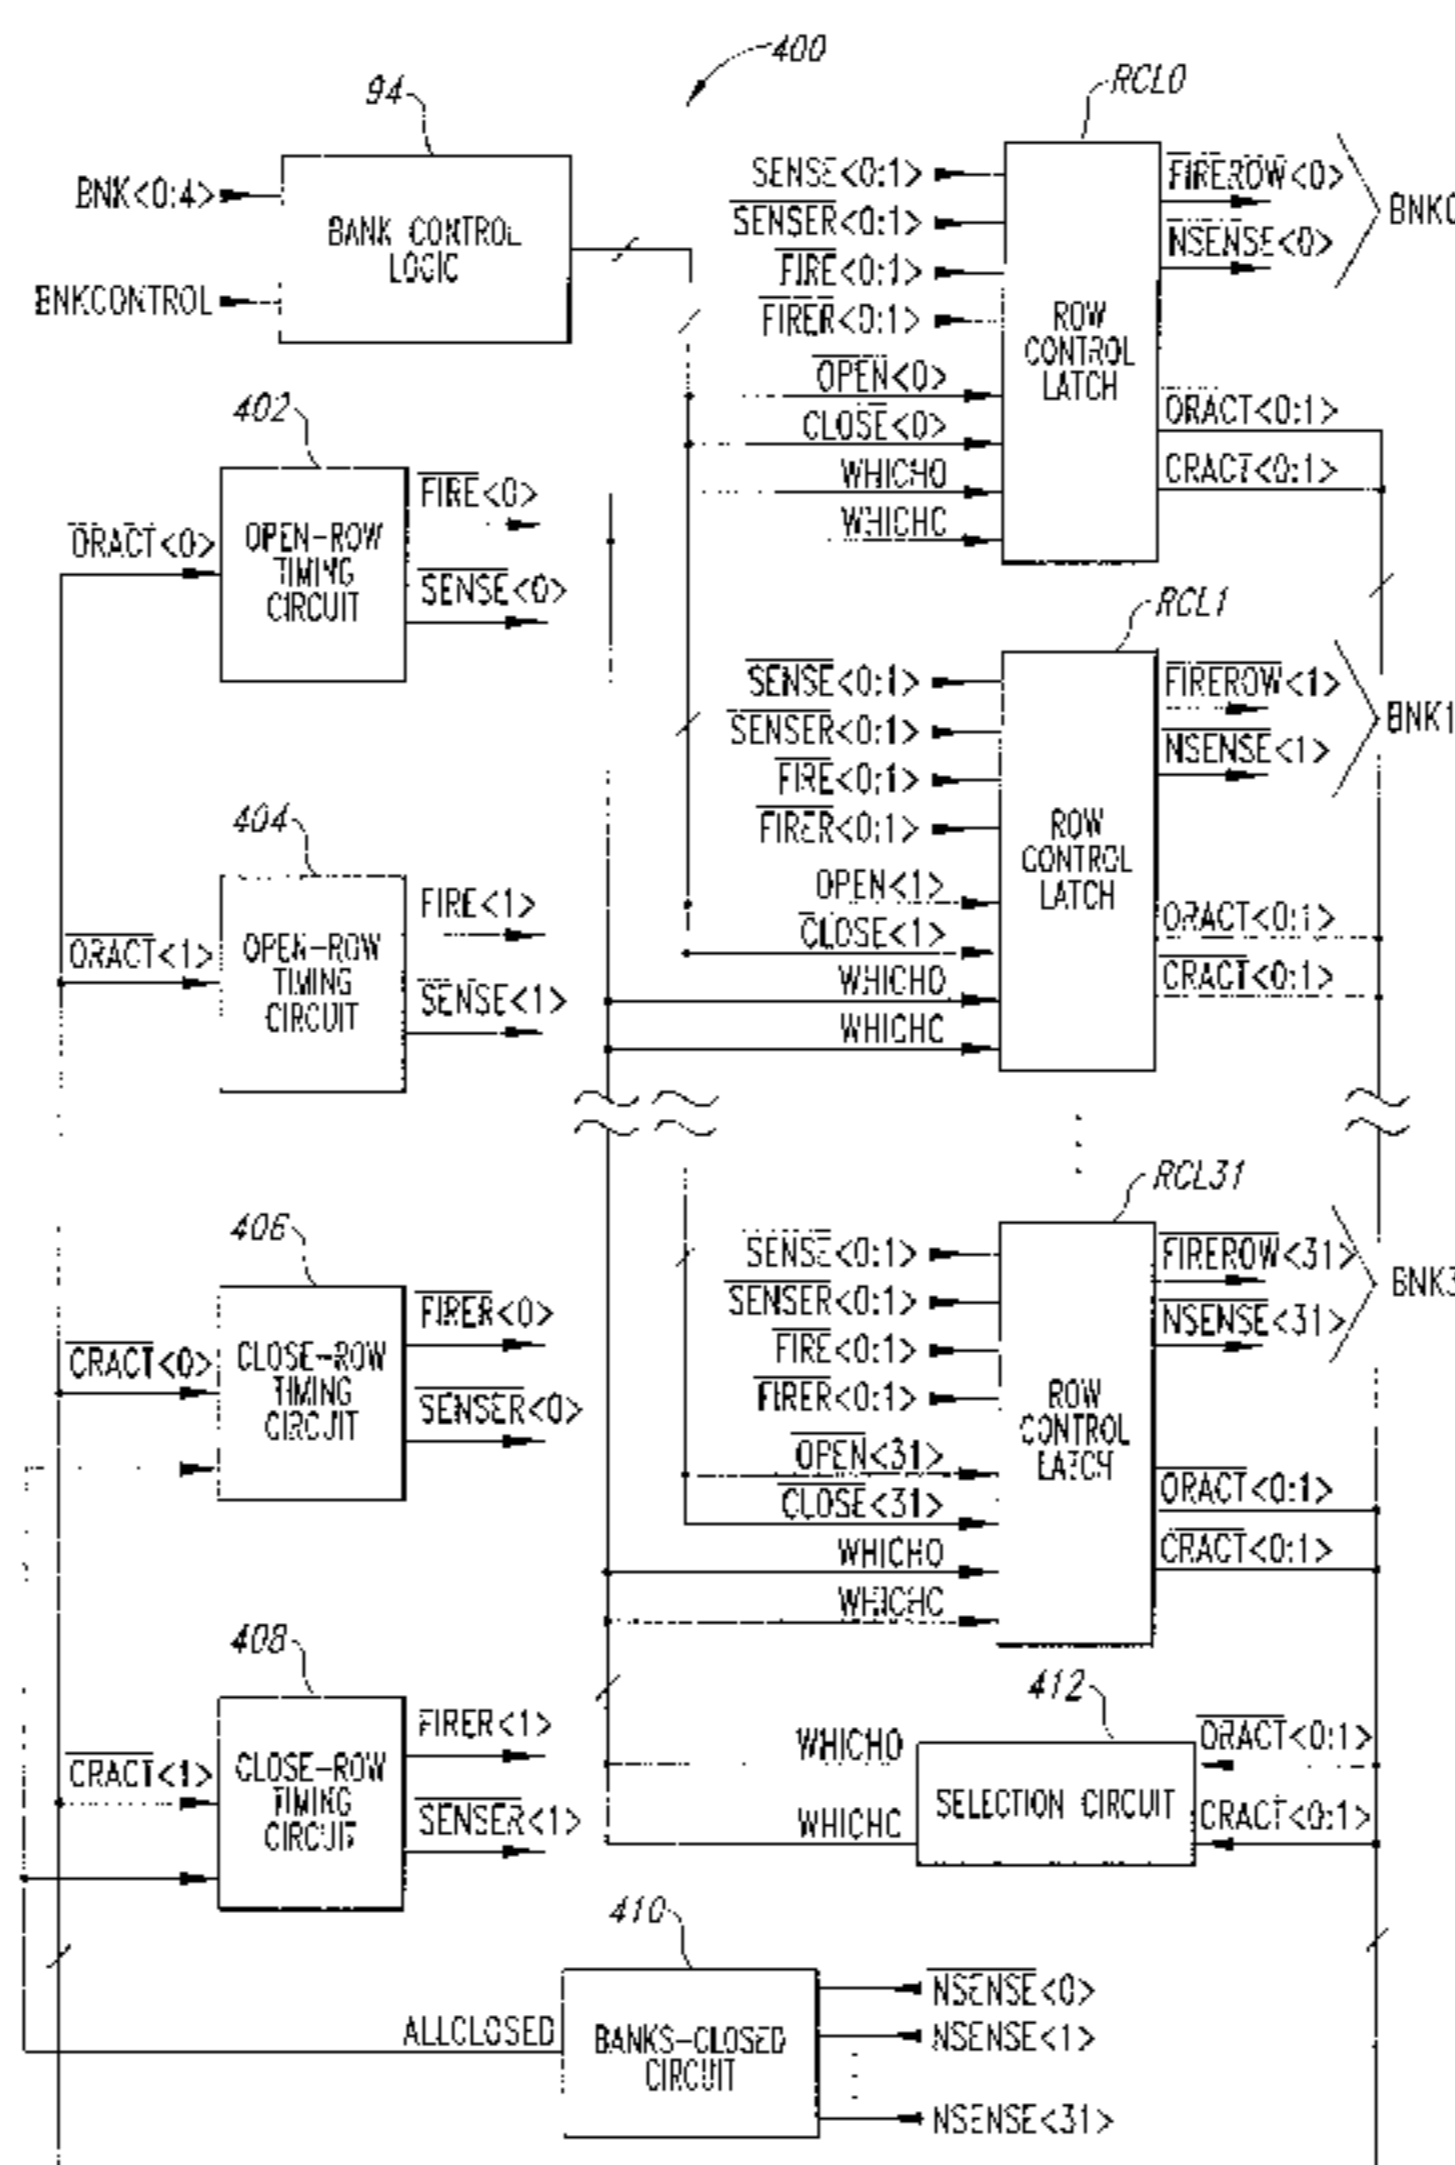 400
94
BNK<0:4>
BNKCONTROL
BANK CONTROL
LOGIC
402
ORACT<0>
OPEN-ROW
TIMING
CIRCUIT
FIRE<0>
SENSE<0>
404
ORACT<1>
OPEN-ROW
TIMING
CIRCUIT
FIRE<1>
SENSE<1>
406
CRACT<0>
CLOSE-ROW
TIMING
CIRCUIT
FIRER<0>
SENSER<0>
408
CRACT<1>
CLOSE-ROW
TIMING
CIRCUIT
FIRER<1>
SENSER<1>
RCL0
SENSE<0:1>
SENSER<0:1>
FIRE<0:1>
FIRER<0:1>
OPEN<0>
CLOSE<0>
WHICHO
WHICHC
ROW
CONTROL
LATCH
FIREROW<0>
NSENSE<0>
BNK0
ORACT<0:1>
CRACT<0:1>
RCL1
SENSE<0:1>
SENSER<0:1>
FIRE<0:1>
FIRER<0:1>
OPEN<1>
CLOSE<1>
WHICHO
WHICHC
ROW
CONTROL
LATCH
FIREROW<1>
NSENSE<1>
BNK1
ORACT<0:1>
CRACT<0:1>
RCL31
SENSE<0:1>
SENSER<0:1>
FIRE<0:1>
FIRER<0:1>
OPEN<31>
CLOSE<31>
WHICHO
WHICHC
ROW
CONTROL
LATCH
FIREROW<31>
NSENSE<31>
BNK3
ORACT<0:1>
CRACT<0:1>
412
WHICHO
WHICHC
SELECTION CIRCUIT
ORACT<0:1>
CRACT<0:1>
410
ALLCLOSED
BANKS-CLOSED
CIRCUIT
NSENSE<0>
NSENSE<1>
NSENSE<31>